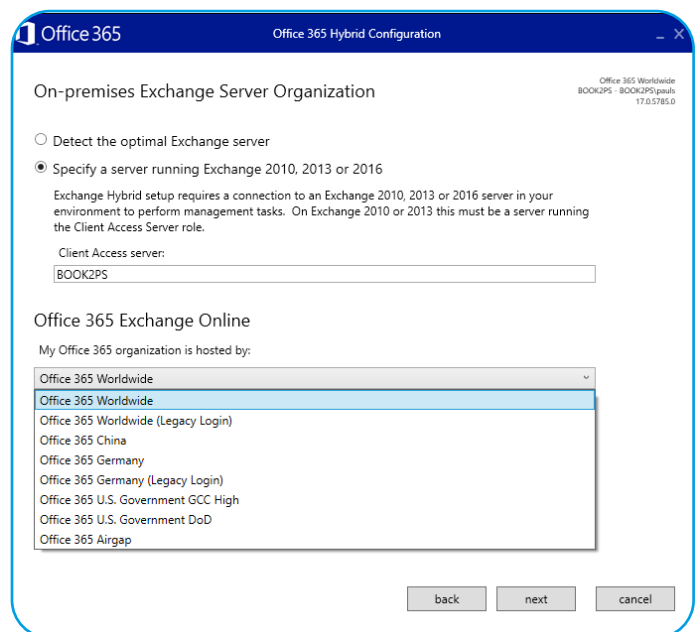 Office 365
Office 365 Hybrid Configuration
On-premises Exchange Server Organization
Office 365 Worldwide
BOOK2PS - BOOK2PS\pauls
17.0.5785.0
Detect the optimal Exchange server
Specify a server running Exchange 2010, 2013 or 2016
Exchange Hybrid setup requires a connection to an Exchange 2010, 2013 or 2016 server in your
environment to perform management tasks. On Exchange 2010 or 2013 this must be a server running
the Client Access Server role.
Client Access server:
BOOK2PS
Office 365 Exchange Online
My Office 365 organization is hosted by:
Office 365 Worldwide
Office 365 Worldwide
Office 365 Worldwide (Legacy Login)
Office 365 China
Office 365 Germany
Office 365 Germany (Legacy Login)
Office 365 U.S. Government GCC High
Office 365 U.S. Government DoD
Office 365 Airgap
back
next
cancel